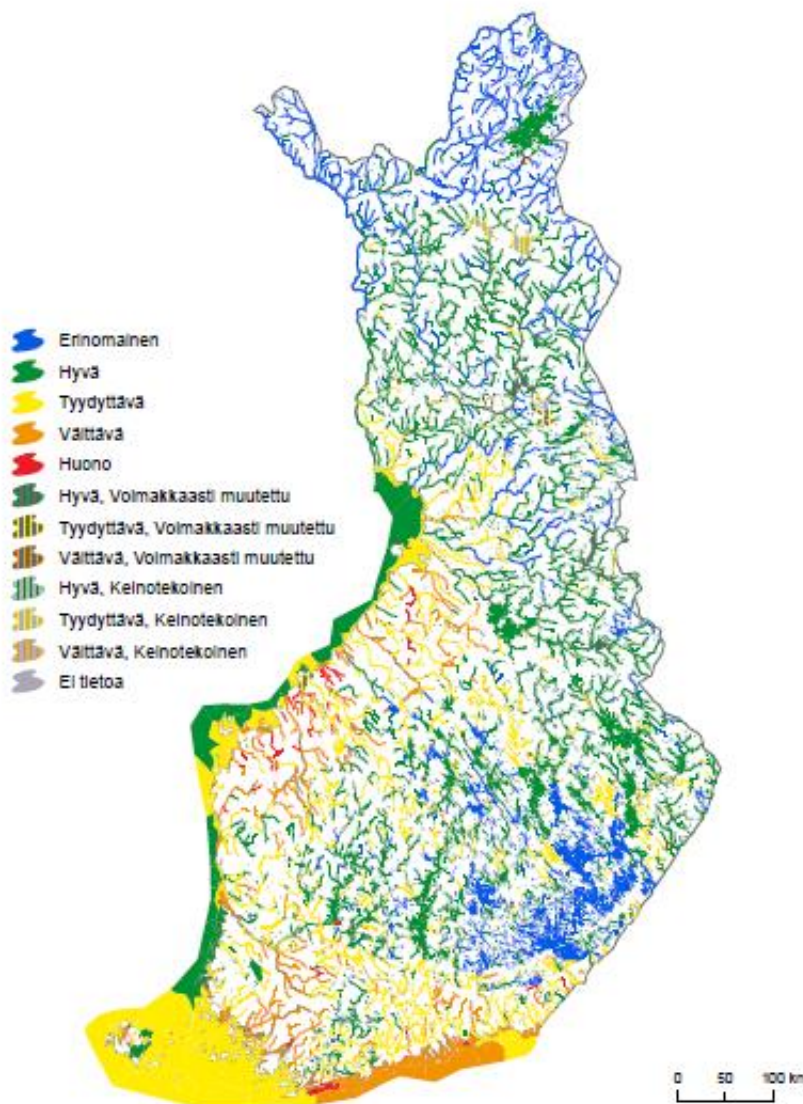 Erinomainen
Hyvä
Tyydyttävä
Välttävä
Huono
Hyvä, Voimakkaasti muutettu
Tyydyttävä, Voimakkaasti muutettu
Välttävä, Voimakkaasti muutettu
Hyvä, Keinotekoinen
Tyydyttävä, Keinotekoinen
Välttävä, Keinotekoinen
Ei tietoa
0 50 100 km